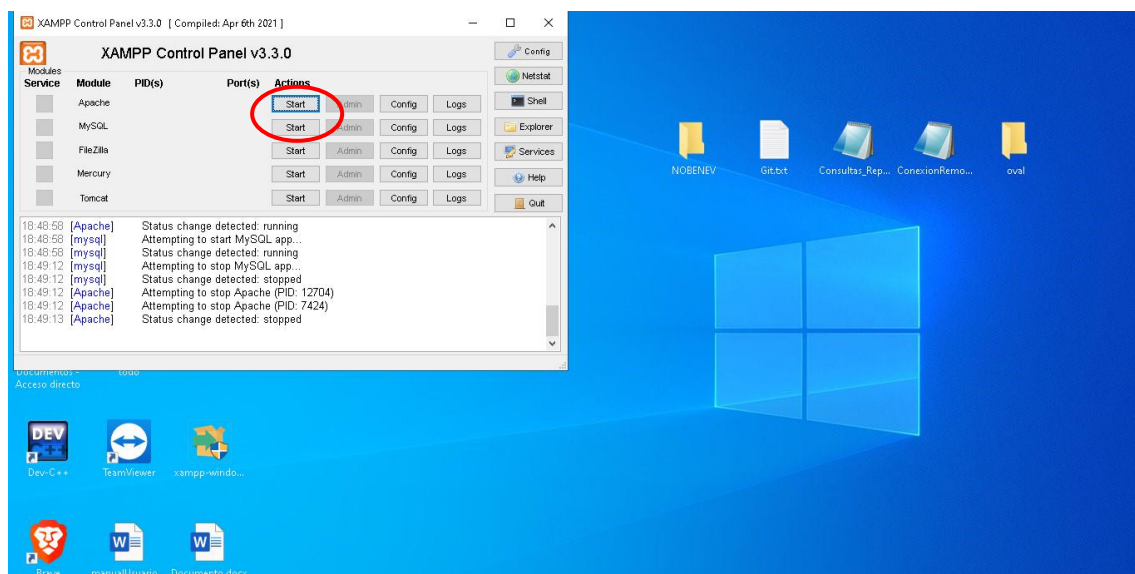 XAMPP Control Panel v3.3.0 [ Compiled: Apr 6th 2021 ]
XAMPP Control Panel v3.3.0
Config
Modules
Service Module PID(s) Port(s) Actions
Netstat
Apache Start Admin Config Logs
Shell
MySQL Start Admin Config Logs
Explorer
FileZilla Start Admin Config Logs
Services
Mercury Start Admin Config Logs
Help
Tomcat Start Admin Config Logs
Quit
18:48:58 [Apache] Status change detected: running
18:48:58 [mysql] Attempting to start MySQL app...
18:48:58 [mysql] Status change detected: running
18:49:12 [mysql] Attempting to stop MySQL app...
18:49:12 [mysql] Status change detected: stopped
18:49:12 [Apache] Attempting to stop Apache (PID: 12704)
18:49:12 [Apache] Attempting to stop Apache (PID: 7424)
18:49:13 [Apache] Status change detected: stopped
NOBENEV Git.txt Consultas_Rep... ConexionRemo... oval
Documentos - todo
Acceso directo
DEV
C++
Dev-C++ TeamViewer xampp-windo...
W W
Brave manualUsuario Documento.docx